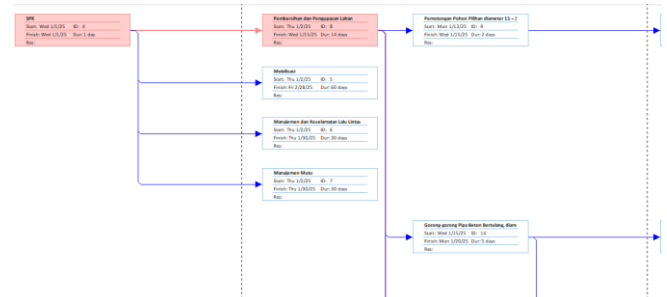 SPK
Start: Wed 1/1/25 ID: 4
Finish: Wed 1/1/25 Dur: 1 day
Res:
Pembersihan dan Pengupasan Lahan
Start: Thu 1/2/25 ID: 8
Finish: Wed 1/15/25 Dur: 14 days
Res:
Pemotongan Pohon Pilihan diameter 15 –
Start: Mon 1/13/25 ID: 9
Finish: Wed 1/15/25 Dur: 2 days
Res:
Mobilisasi
Start: Thu 1/2/25 ID: 5
Finish: Fri 2/28/25 Dur: 60 days
Res:
Manajemen dan Keselamatan Lalu Lintas
Start: Thu 1/2/25 ID: 6
Finish: Thu 1/30/25 Dur: 30 days
Res:
Manajemen Mutu
Start: Thu 1/2/25 ID: 7
Finish: Thu 1/30/25 Dur: 30 days
Res:
Gorong-gorong Pipa Beton Bertulang, diam
Start: Wed 1/15/25 ID: 14
Finish: Mon 1/20/25 Dur: 5 days
Res: